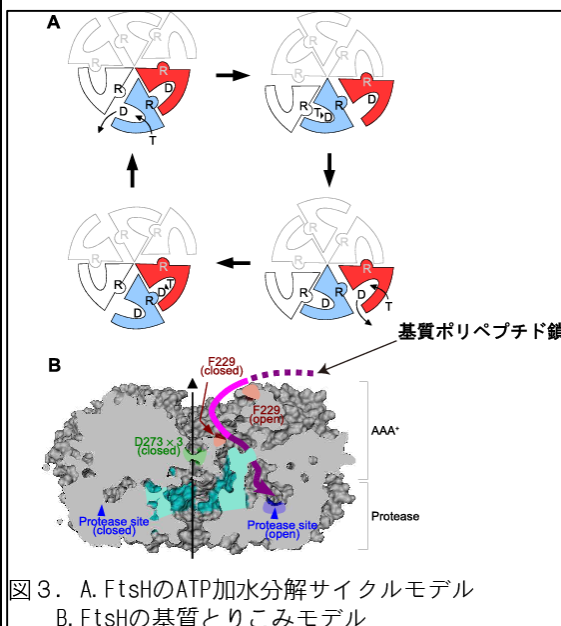 A
R
R
R
D
D
T
R
R
R
T▸D
D
R
R
R
D
D
T
R
R
R
D
D▸T
基質ポリペプチド鎖
B
F229
(closed)
F229
(open)
D273 × 3
(closed)
AAA⁺
Protease site
(closed)
Protease site
(open)
Protease
図３. A.FtsHのATP加水分解サイクルモデル
B.FtsHの基質とりこみモデル